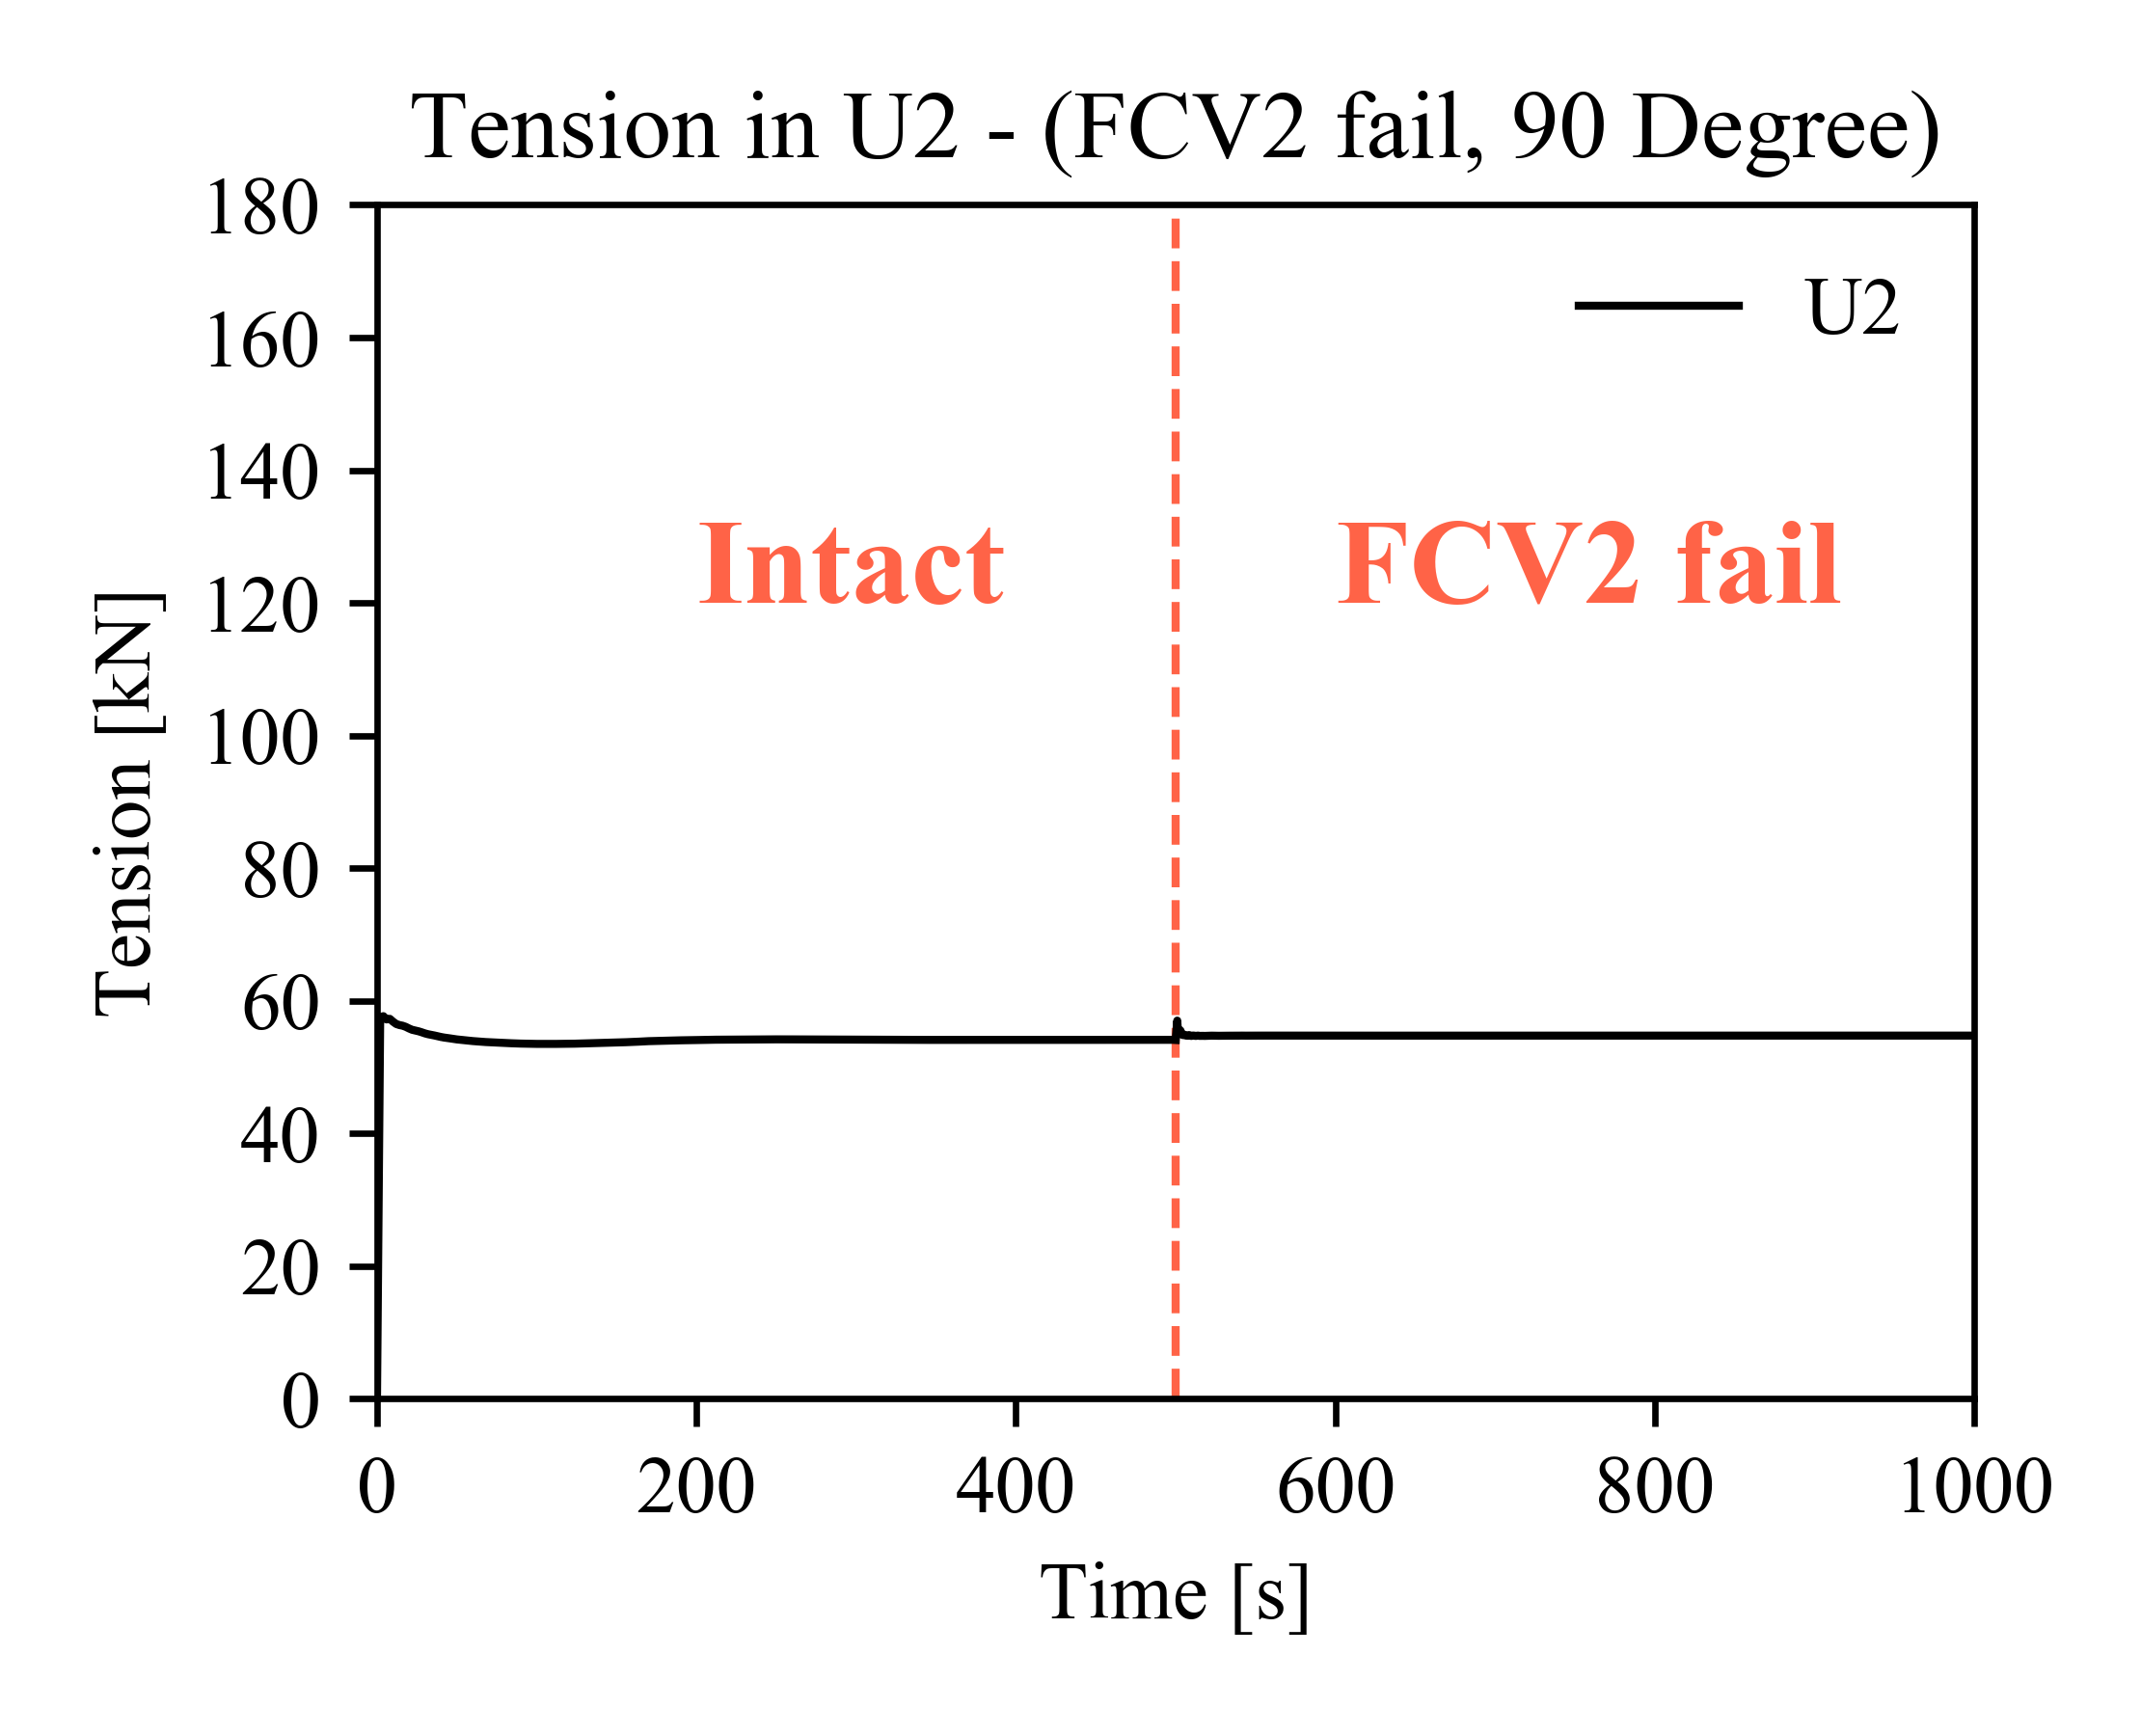 Tension in U2 - (FCV2 fail, 90 Degree)
180
160
140
120
100
80
60
40
20
0
Tension [kN]
U2
Intact
FCV2 fail
0 200 400 600 800 1000
Time [s]